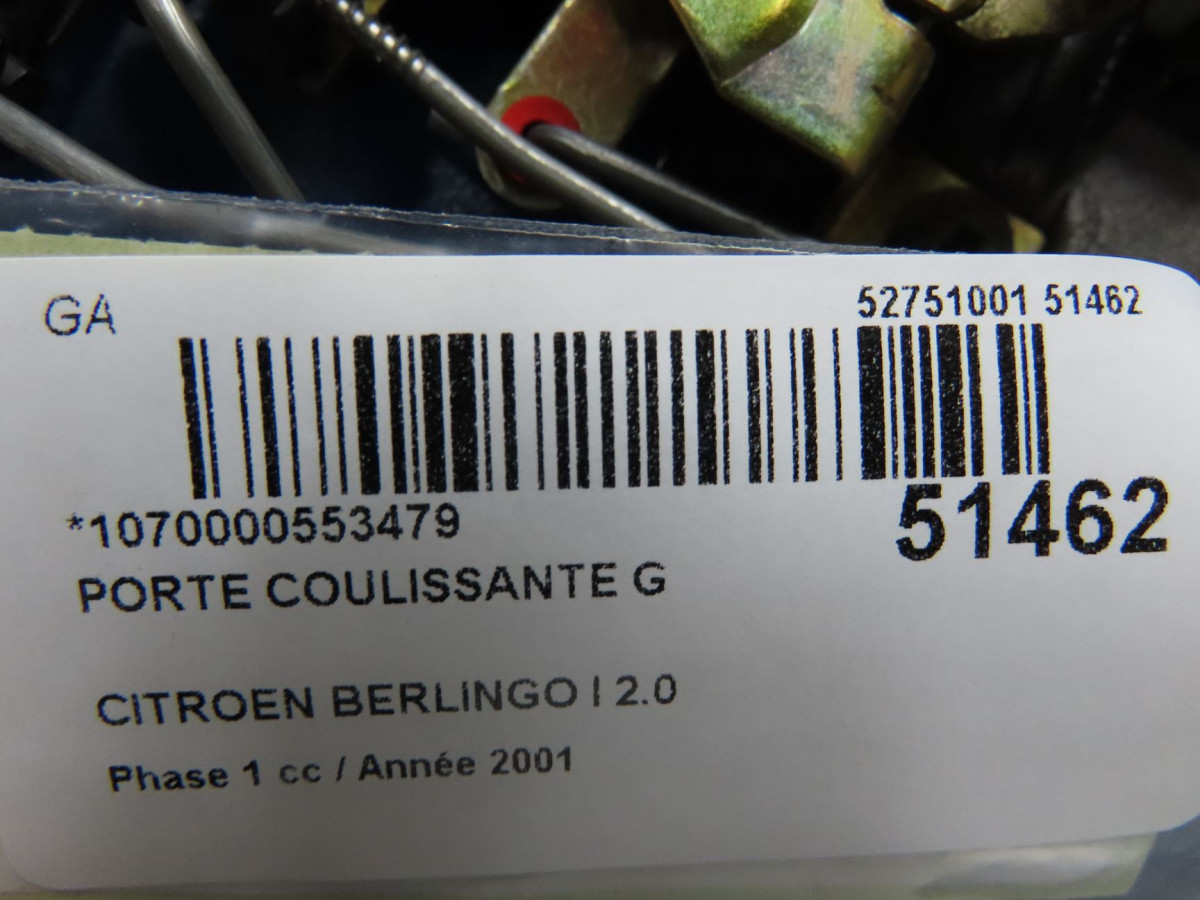 GA
52751001 51462
*1070000553479
51462
PORTE COULISSANTE G
CITROEN BERLINGO I 2.0
Phase 1 cc / Année 2001